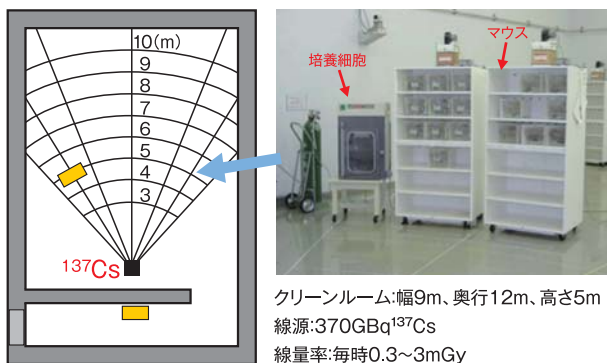 10(m)
9
8
7
6
5
4
3
137Cs
培養細胞
マウス
クリーンルーム:幅9m、奥行12m、高さ5m
線源:370GBq137Cs
線量率:毎時0.3~3mGy